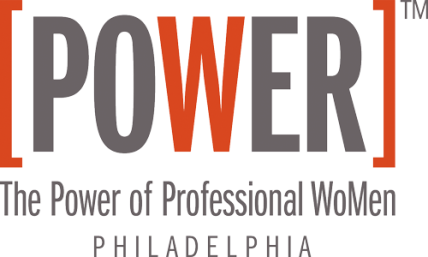 [POWER]™
The Power of Professional WoMen
PHILADELPHIA